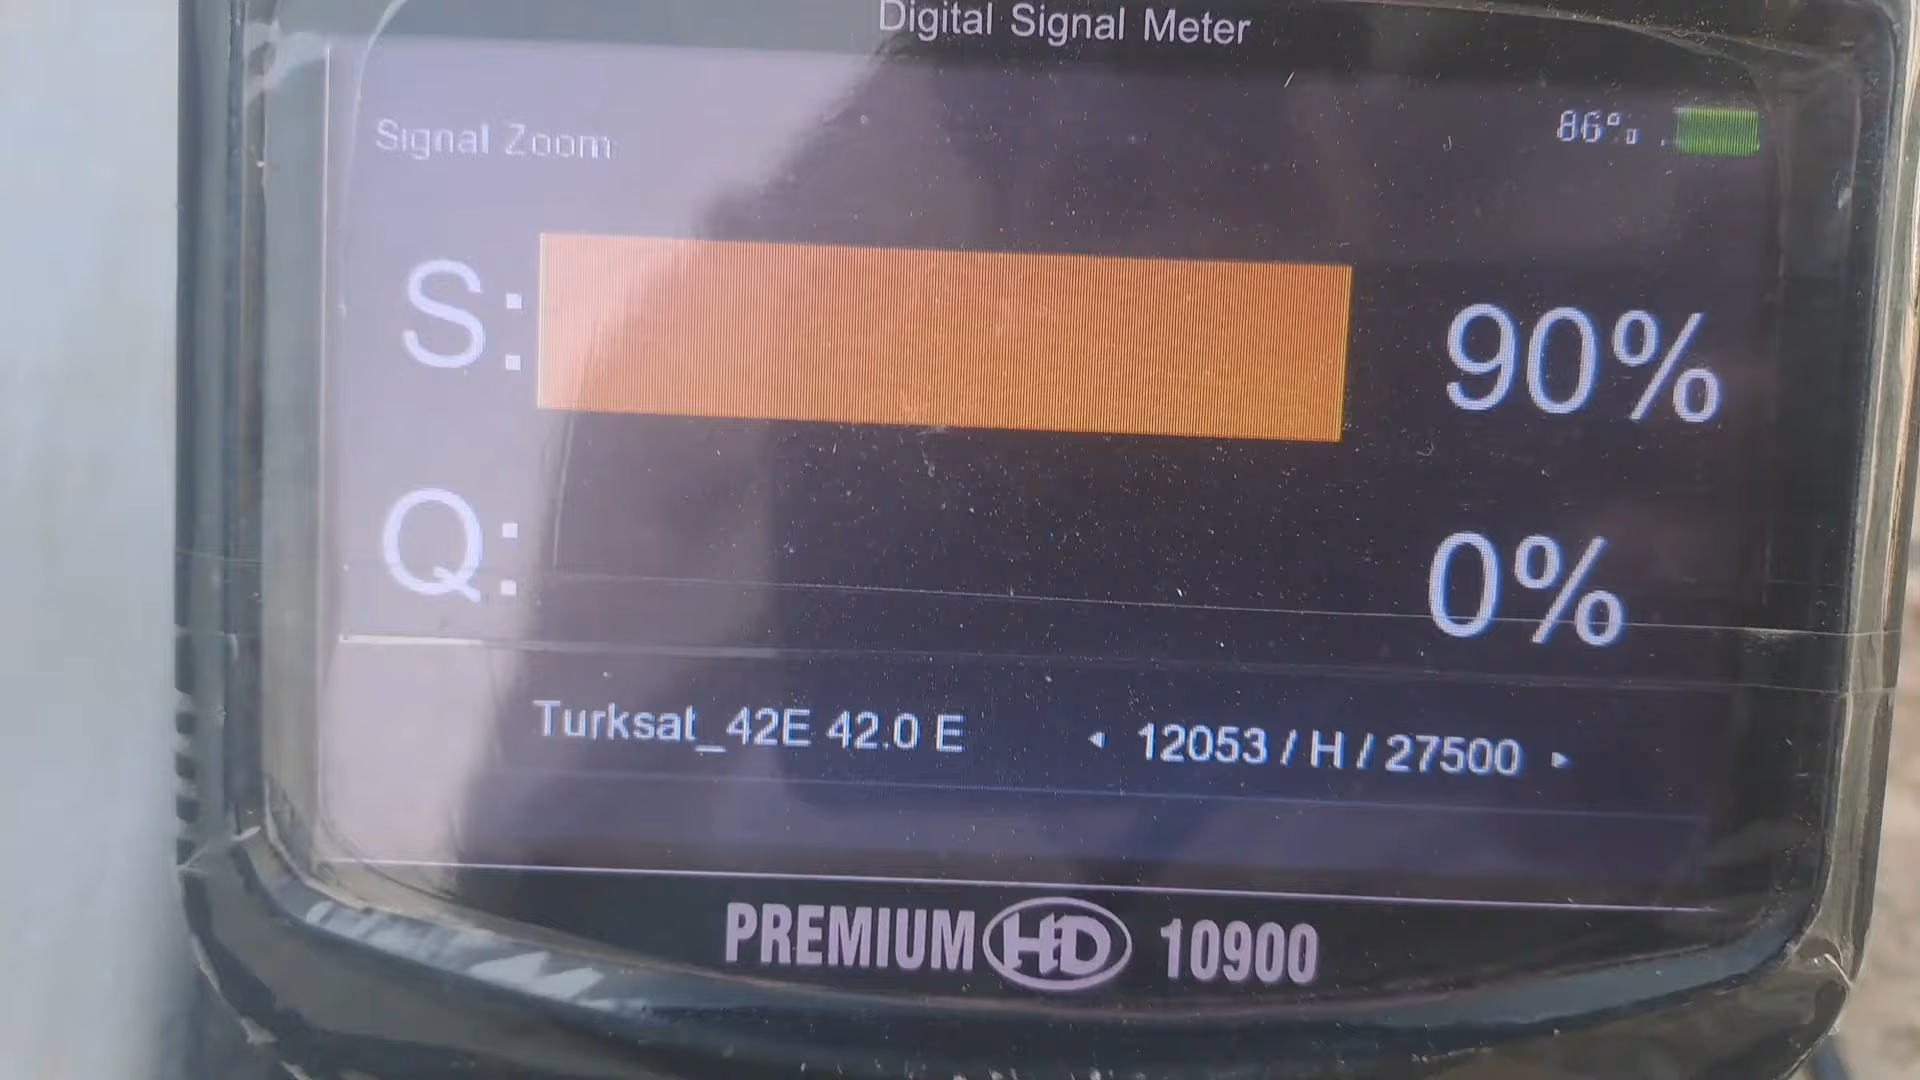 Digital Signal Meter
Signal Zoom 86%
S: 90%
Q: 0%
Turksat_42E 42.0 E 12053 / H / 27500
PREMIUM HD 10900